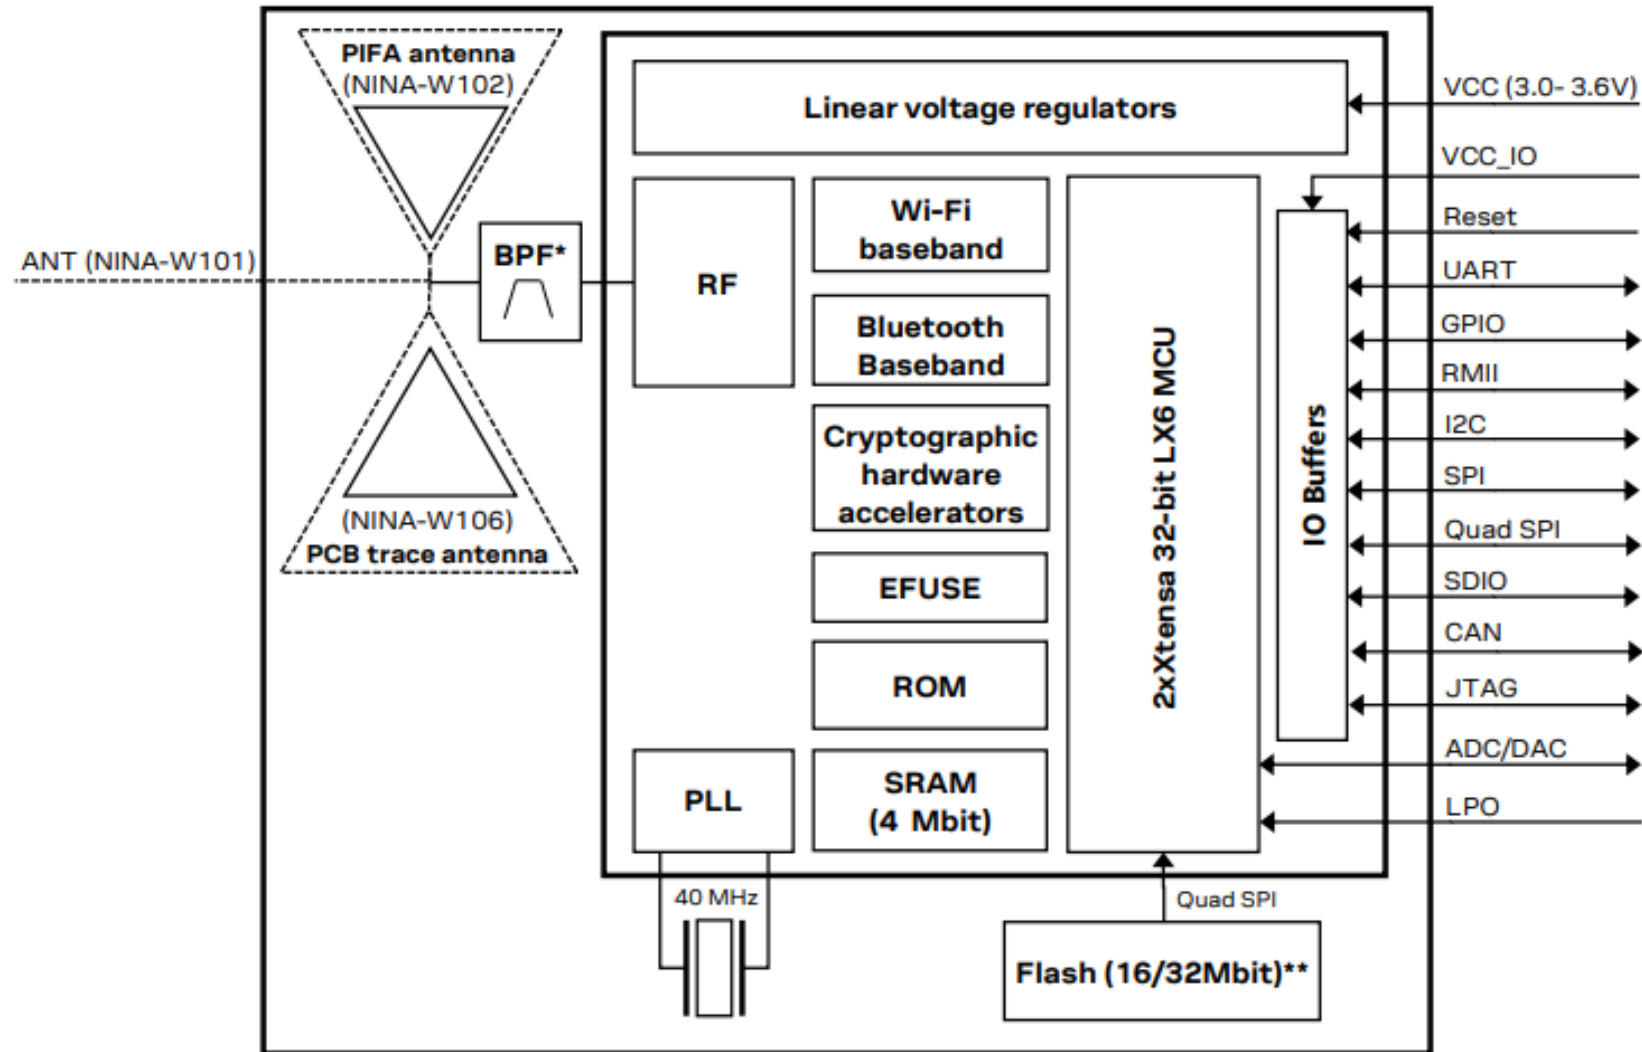 PIFA antenna
(NINA-W102)
ANT (NINA-W101)
BPF*
(NINA-W106)
PCB trace antenna
Linear voltage regulators
RF
Wi-Fi
baseband
Bluetooth
Baseband
Cryptographic
hardware
accelerators
EFUSE
ROM
PLL
SRAM
(4 Mbit)
40 MHz
2xXtensa 32-bit LX6 MCU
Quad SPI
Flash (16/32Mbit)**
IO Buffers
VCC (3.0- 3.6V)
VCC_IO
Reset
UART
GPIO
RMII
I2C
SPI
Quad SPI
SDIO
CAN
JTAG
ADC/DAC
LPO